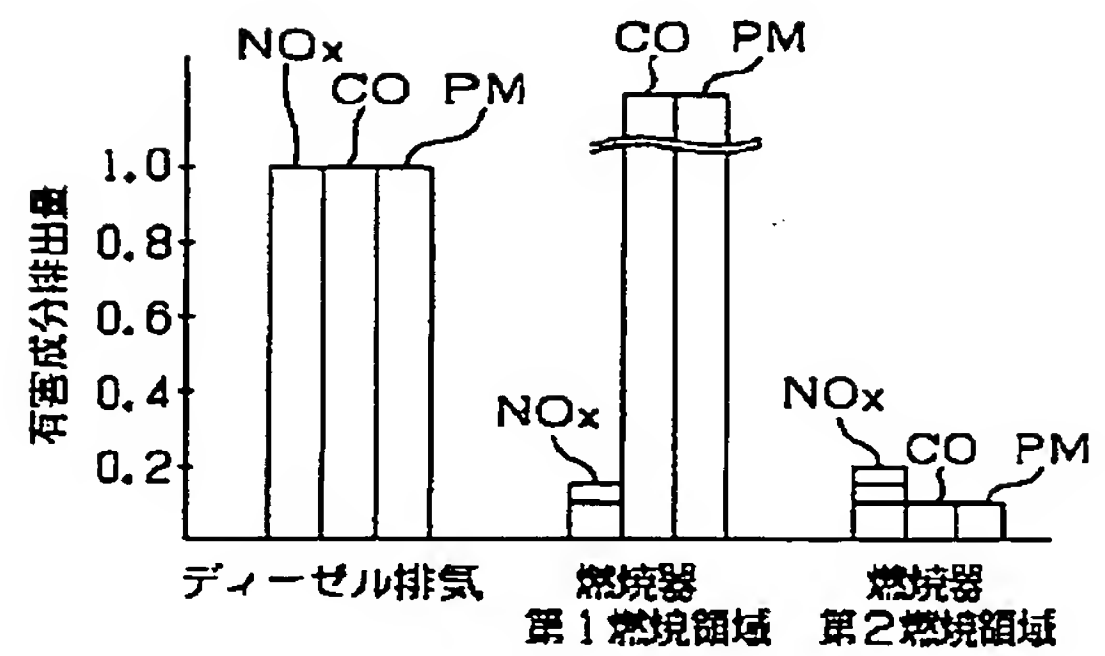 NOx
CO
PM
CO
PM
有害成分排出量
1.0
0.8
0.6
0.4
0.2
NOx
NOx
CO
PM
ディーゼル排気
燃焼器
第1燃焼領域
燃焼器
第2燃焼領域